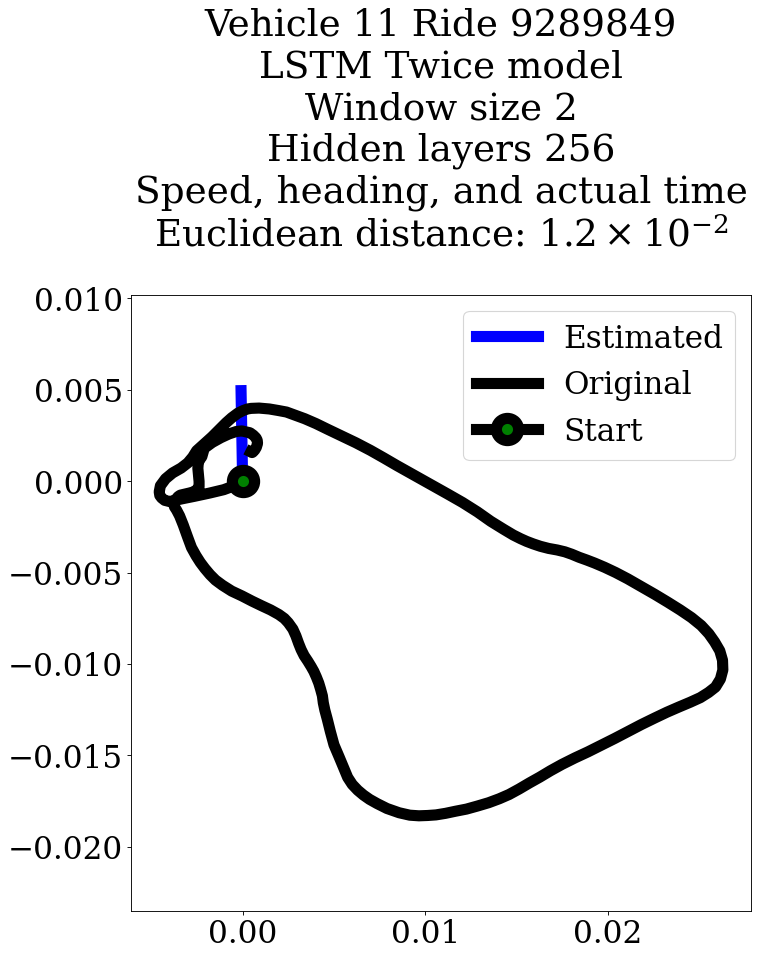 Vehicle 11 Ride 9289849
LSTM Twice model
Window size 2
Hidden layers 256
Speed, heading, and actual time
Euclidean distance: 1.2 × 10⁻²
0.010
0.005
0.000
−0.005
−0.010
−0.015
−0.020
Estimated
Original
Start
0.00
0.01
0.02